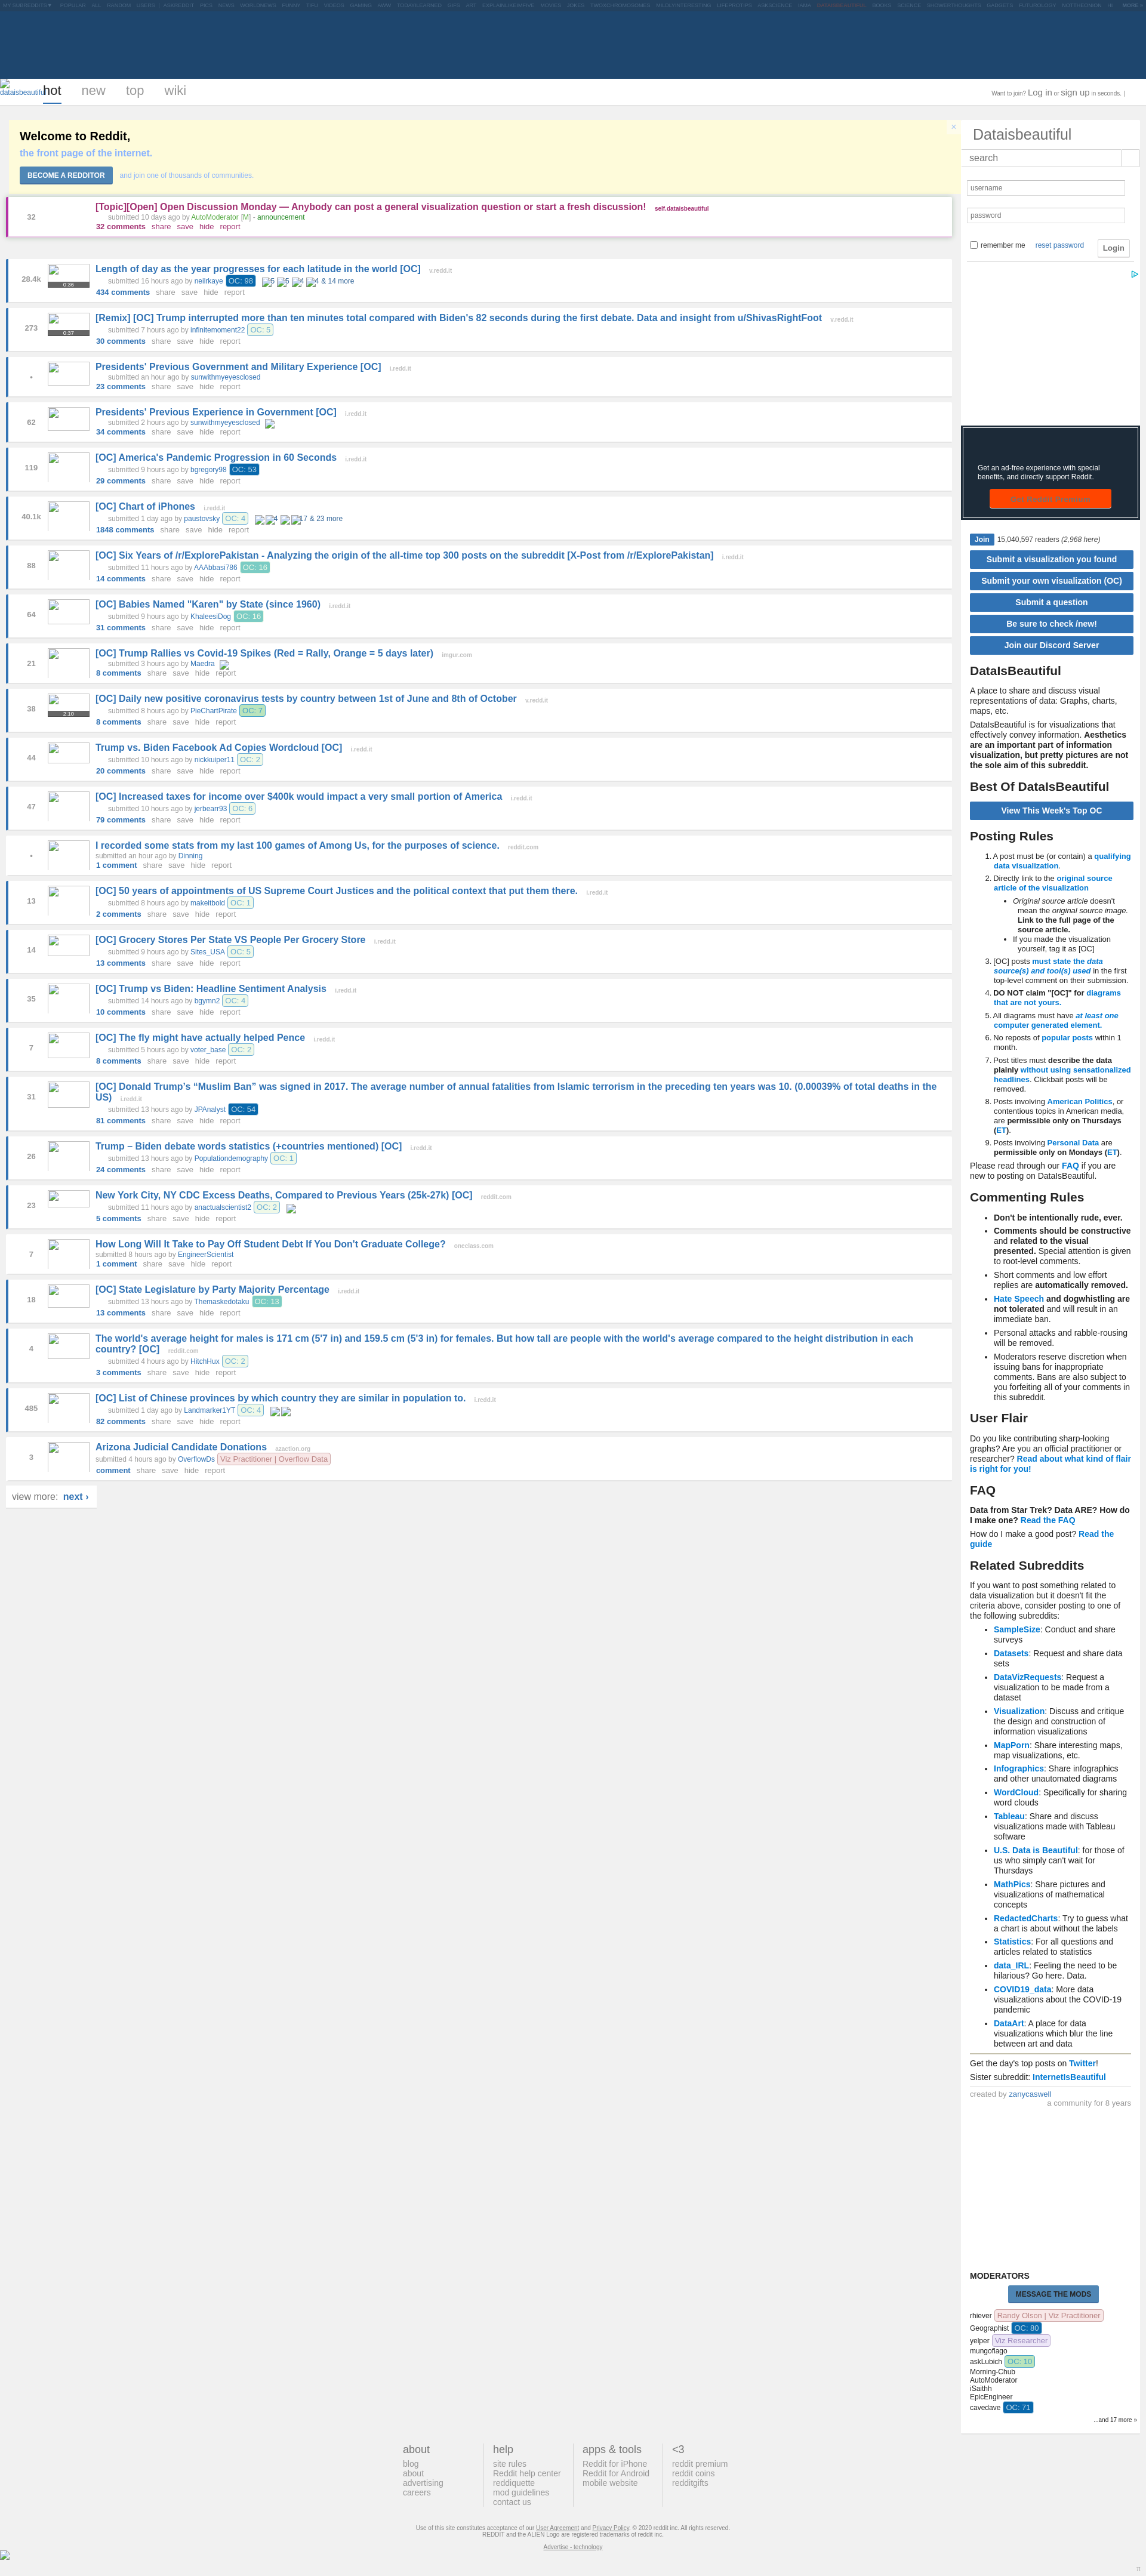 MY SUBREDDITS ▾ POPULAR ALL RANDOM USERS | ASKREDDIT PICS NEWS WORLDNEWS FUNNY TIFU VIDEOS GAMING AWW TODAYILEARNED GIFS ART EXPLAINLIKEIMFIVE MOVIES JOKES TWOXCHROMOSOMES MILDLYINTERESTING LIFEPROTIPS ASKSCIENCE IAMA DATAISBEAUTIFUL BOOKS SCIENCE SHOWERTHOUGHTS GADGETS FUTUROLOGY NOTTHEONION MORE »
dataisbeautiful
hot new top wiki
Want to join? Log in or sign up in seconds. |
Welcome to Reddit,
the front page of the internet.
BECOME A REDDITOR and join one of thousands of communities.
×
32
[Topic][Open] Open Discussion Monday — Anybody can post a general visualization question or start a fresh discussion! self.dataisbeautiful
submitted 10 days ago by AutoModerator [M] - announcement
32 comments share save hide report
28.4k
0:36
Length of day as the year progresses for each latitude in the world [OC] v.redd.it
submitted 16 hours ago by neilrkaye OC: 98 5 5 4 4 & 14 more
434 comments share save hide report
273
0:37
[Remix] [OC] Trump interrupted more than ten minutes total compared with Biden's 82 seconds during the first debate. Data and insight from u/ShivasRightFoot v.redd.it
submitted 7 hours ago by infinitemoment22 OC: 5
30 comments share save hide report
•
Presidents' Previous Government and Military Experience [OC] i.redd.it
submitted an hour ago by sunwithmyeyesclosed
23 comments share save hide report
62
Presidents' Previous Experience in Government [OC] i.redd.it
submitted 2 hours ago by sunwithmyeyesclosed
34 comments share save hide report
119
[OC] America's Pandemic Progression in 60 Seconds i.redd.it
submitted 9 hours ago by bgregory98 OC: 53
29 comments share save hide report
40.1k
[OC] Chart of iPhones i.redd.it
submitted 1 day ago by paustovsky OC: 4 4 17 & 23 more
1848 comments share save hide report
88
[OC] Six Years of /r/ExplorePakistan - Analyzing the origin of the all-time top 300 posts on the subreddit [X-Post from /r/ExplorePakistan] i.redd.it
submitted 11 hours ago by AAAbbasi786 OC: 16
14 comments share save hide report
64
[OC] Babies Named "Karen" by State (since 1960) i.redd.it
submitted 9 hours ago by KhaleesiDog OC: 16
31 comments share save hide report
21
[OC] Trump Rallies vs Covid-19 Spikes (Red = Rally, Orange = 5 days later) imgur.com
submitted 3 hours ago by Maedra
8 comments share save hide report
38
2:10
[OC] Daily new positive coronavirus tests by country between 1st of June and 8th of October v.redd.it
submitted 8 hours ago by PieChartPirate OC: 7
8 comments share save hide report
44
Trump vs. Biden Facebook Ad Copies Wordcloud [OC] i.redd.it
submitted 10 hours ago by nickkuiper11 OC: 2
20 comments share save hide report
47
[OC] Increased taxes for income over $400k would impact a very small portion of America i.redd.it
submitted 10 hours ago by jerbearr93 OC: 6
79 comments share save hide report
•
I recorded some stats from my last 100 games of Among Us, for the purposes of science. reddit.com
submitted an hour ago by Dinning
1 comment share save hide report
13
[OC] 50 years of appointments of US Supreme Court Justices and the political context that put them there. i.redd.it
submitted 8 hours ago by makeitbold OC: 1
2 comments share save hide report
14
[OC] Grocery Stores Per State VS People Per Grocery Store i.redd.it
submitted 9 hours ago by Sites_USA OC: 5
13 comments share save hide report
35
[OC] Trump vs Biden: Headline Sentiment Analysis i.redd.it
submitted 14 hours ago by bgymn2 OC: 4
10 comments share save hide report
7
[OC] The fly might have actually helped Pence i.redd.it
submitted 5 hours ago by voter_base OC: 2
8 comments share save hide report
31
[OC] Donald Trump's “Muslim Ban” was signed in 2017. The average number of annual fatalities from Islamic terrorism in the preceding ten years was 10. (0.00039% of total deaths in the
US) i.redd.it
submitted 13 hours ago by JPAnalyst OC: 54
81 comments share save hide report
26
Trump – Biden debate words statistics (+countries mentioned) [OC] i.redd.it
submitted 13 hours ago by Populationdemography OC: 1
24 comments share save hide report
23
New York City, NY CDC Excess Deaths, Compared to Previous Years (25k-27k) [OC] reddit.com
submitted 11 hours ago by anactualscientist2 OC: 2
5 comments share save hide report
7
How Long Will It Take to Pay Off Student Debt If You Don't Graduate College? oneclass.com
submitted 8 hours ago by EngineerScientist
1 comment share save hide report
18
[OC] State Legislature by Party Majority Percentage i.redd.it
submitted 13 hours ago by Themaskedotaku OC: 13
13 comments share save hide report
4
The world's average height for males is 171 cm (5'7 in) and 159.5 cm (5'3 in) for females. But how tall are people with the world's average compared to the height distribution in each
country? [OC] reddit.com
submitted 4 hours ago by HitchHux OC: 2
3 comments share save hide report
485
[OC] List of Chinese provinces by which country they are similar in population to. i.redd.it
submitted 1 day ago by Landmarker1YT OC: 4
82 comments share save hide report
3
Arizona Judicial Candidate Donations azaction.org
submitted 4 hours ago by OverflowDs Viz Practitioner | Overflow Data
comment share save hide report
view more: next ›
Dataisbeautiful
search
username
password
remember me reset password Login
Get an ad-free experience with special
benefits, and directly support Reddit.
Join 15,040,597 readers (2,968 here)
Submit a visualization you found
Submit your own visualization (OC)
Submit a question
Be sure to check /new!
Join our Discord Server
DataIsBeautiful
A place to share and discuss visual
representations of data: Graphs, charts,
maps, etc.
DataIsBeautiful is for visualizations that
effectively convey information. Aesthetics
are an important part of information
visualization, but pretty pictures are not
the sole aim of this subreddit.
Best Of DataIsBeautiful
View This Week's Top OC
Posting Rules
1. A post must be (or contain) a qualifying
data visualization.
2. Directly link to the original source
article of the visualization
• Original source article doesn't
mean the original source image.
Link to the full page of the
source article.
• If you made the visualization
yourself, tag it as [OC]
3. [OC] posts must state the data
source(s) and tool(s) used in the first
top-level comment on their submission.
4. DO NOT claim "[OC]" for diagrams
that are not yours.
5. All diagrams must have at least one
computer generated element.
6. No reposts of popular posts within 1
month.
7. Post titles must describe the data
plainly without using sensationalized
headlines. Clickbait posts will be
removed.
8. Posts involving American Politics, or
contentious topics in American media,
are permissible only on Thursdays
(ET).
9. Posts involving Personal Data are
permissible only on Mondays (ET).
Please read through our FAQ if you are
new to posting on DataIsBeautiful.
Commenting Rules
• Don't be intentionally rude, ever.
• Comments should be constructive
and related to the visual
presented. Special attention is given
to root-level comments.
• Short comments and low effort
replies are automatically removed.
• Hate Speech and dogwhistling are
not tolerated and will result in an
immediate ban.
• Personal attacks and rabble-rousing
will be removed.
• Moderators reserve discretion when
issuing bans for inappropriate
comments. Bans are also subject to
you forfeiting all of your comments in
this subreddit.
User Flair
Do you like contributing sharp-looking
graphs? Are you an official practitioner or
researcher? Read about what kind of flair
is right for you!
FAQ
Data from Star Trek? Data ARE? How do
I make one? Read the FAQ
How do I make a good post? Read the
guide
Related Subreddits
If you want to post something related to
data visualization but it doesn't fit the
criteria above, consider posting to one of
the following subreddits:
• SampleSize: Conduct and share
surveys
• Datasets: Request and share data
sets
• DataVizRequests: Request a
visualization to be made from a
dataset
• Visualization: Discuss and critique
the design and construction of
information visualizations
• MapPorn: Share interesting maps,
map visualizations, etc.
• Infographics: Share infographics
and other unautomated diagrams
• WordCloud: Specifically for sharing
word clouds
• Tableau: Share and discuss
visualizations made with Tableau
software
• U.S. Data is Beautiful: for those of
us who simply can't wait for
Thursdays
• MathPics: Share pictures and
visualizations of mathematical
concepts
• RedactedCharts: Try to guess what
a chart is about without the labels
• Statistics: For all questions and
articles related to statistics
• data_IRL: Feeling the need to be
hilarious? Go here. Data.
• COVID19_data: More data
visualizations about the COVID-19
pandemic
• DataArt: A place for data
visualizations which blur the line
between art and data
Get the day's top posts on Twitter!
Sister subreddit: InternetIsBeautiful
created by zanycaswell
a community for 8 years
MODERATORS
MESSAGE THE MODS
rhiever Randy Olson | Viz Practitioner
Geographist OC: 80
yelper Viz Researcher
mungoflago
askLubich OC: 10
Morning-Chub
AutoModerator
iSaithh
EpicEngineer
cavedave OC: 71
...and 17 more »
about
blog
about
advertising
careers
help
site rules
Reddit help center
reddiquette
mod guidelines
contact us
apps & tools
Reddit for iPhone
Reddit for Android
mobile website
<3
reddit premium
reddit coins
redditgifts
Use of this site constitutes acceptance of our User Agreement and Privacy Policy. © 2020 reddit inc. All rights reserved.
REDDIT and the ALIEN Logo are registered trademarks of reddit inc.
Advertise - technology
π